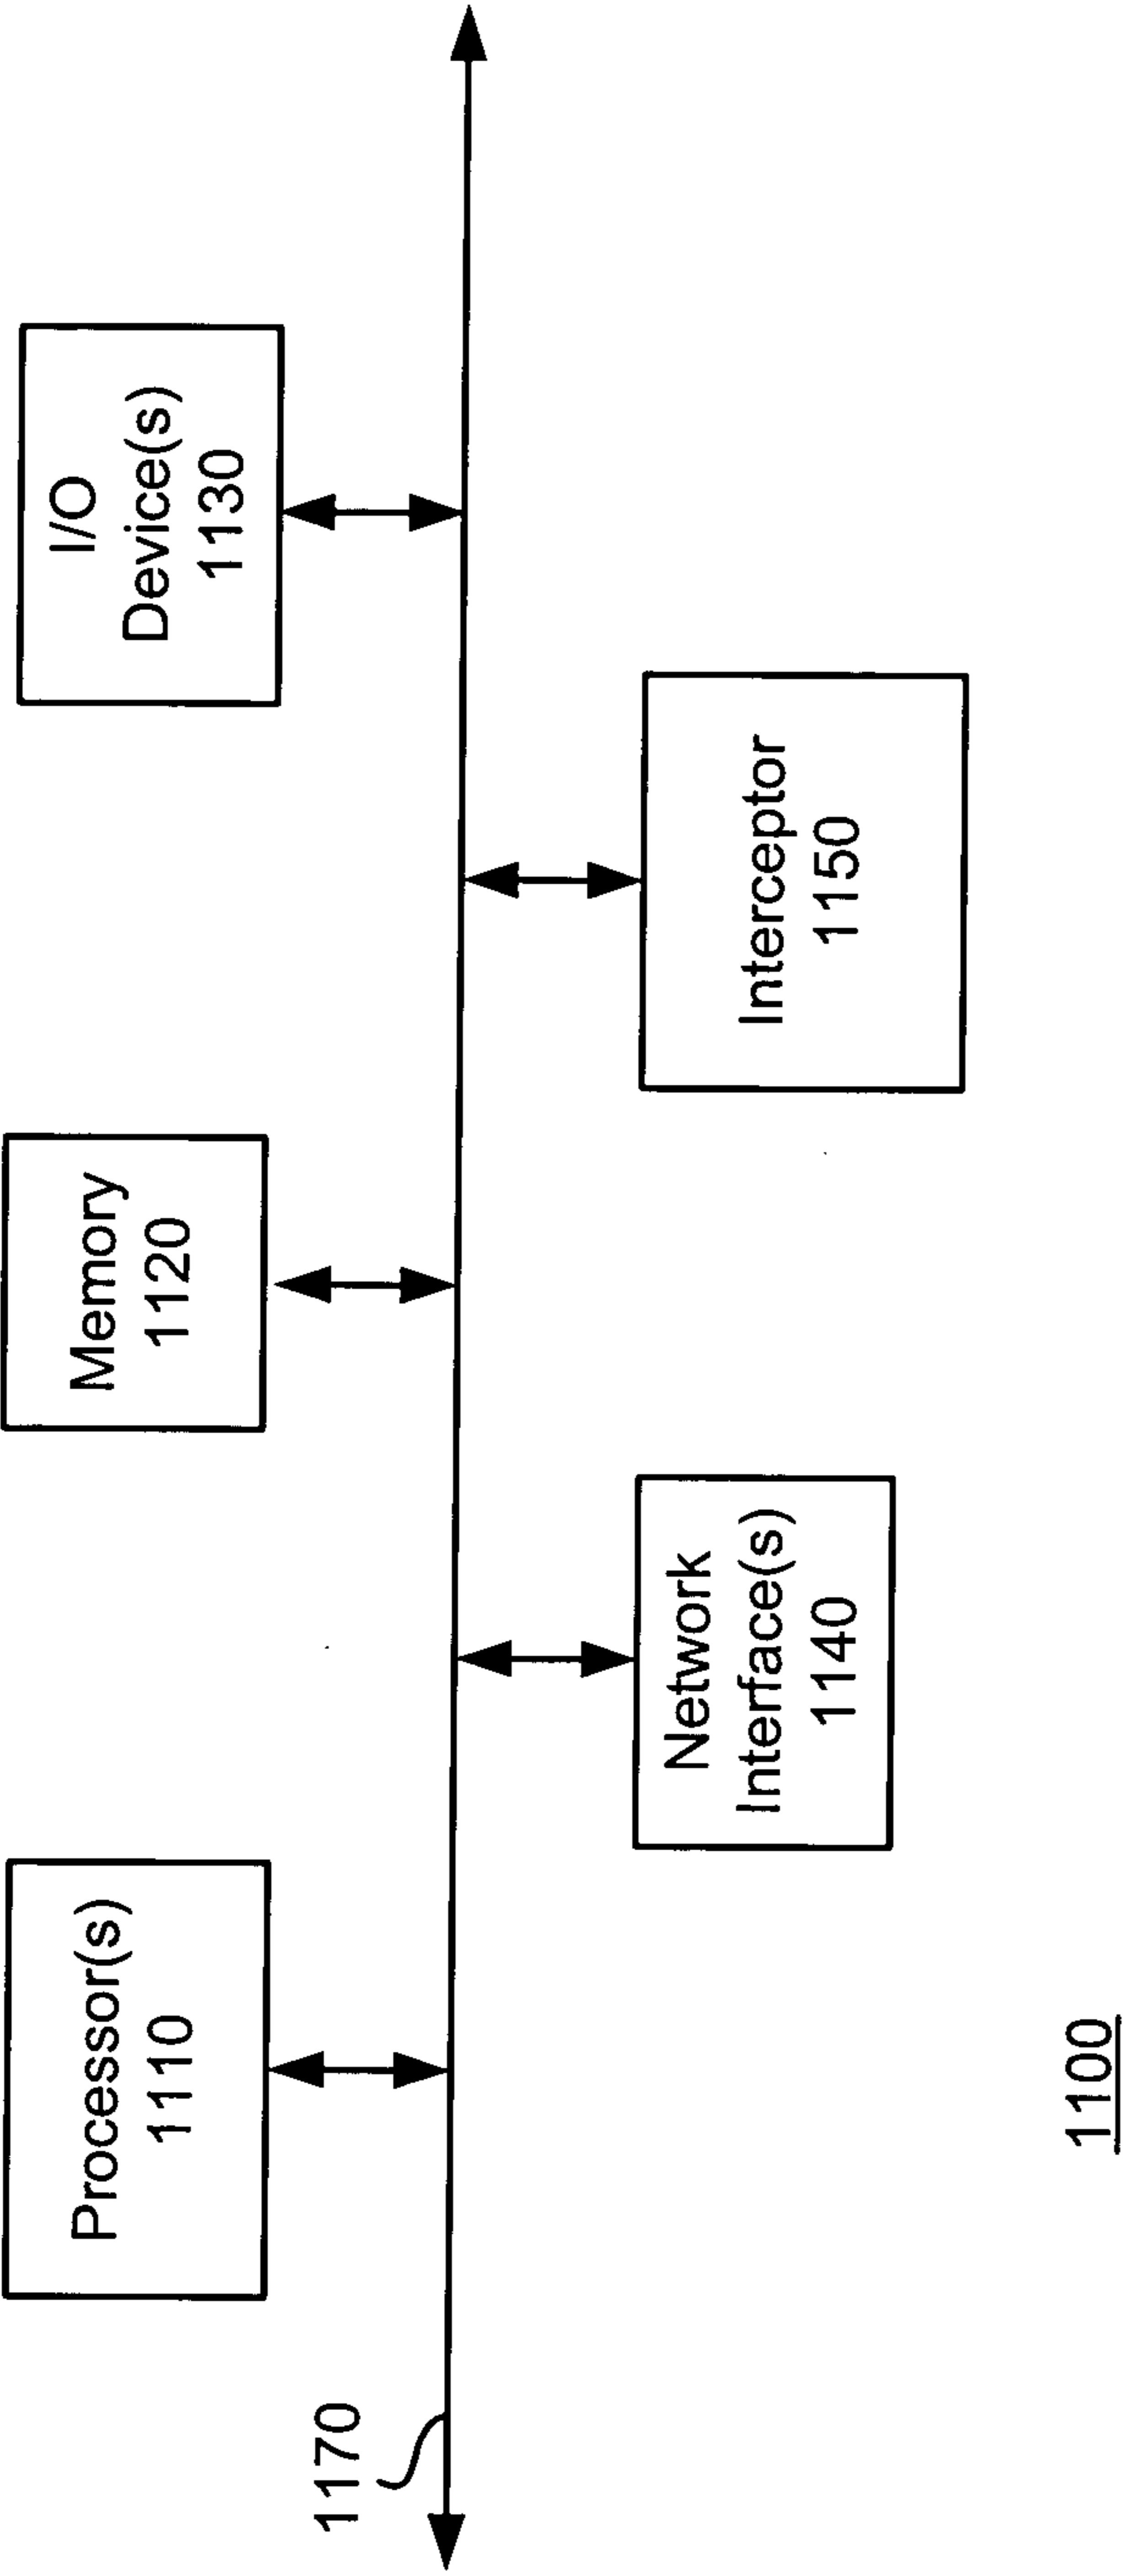 Processor(s)
1110
Memory
1120
I/O
Device(s)
1130
1170
Network
Interface(s)
1140
Interceptor
1150
1100